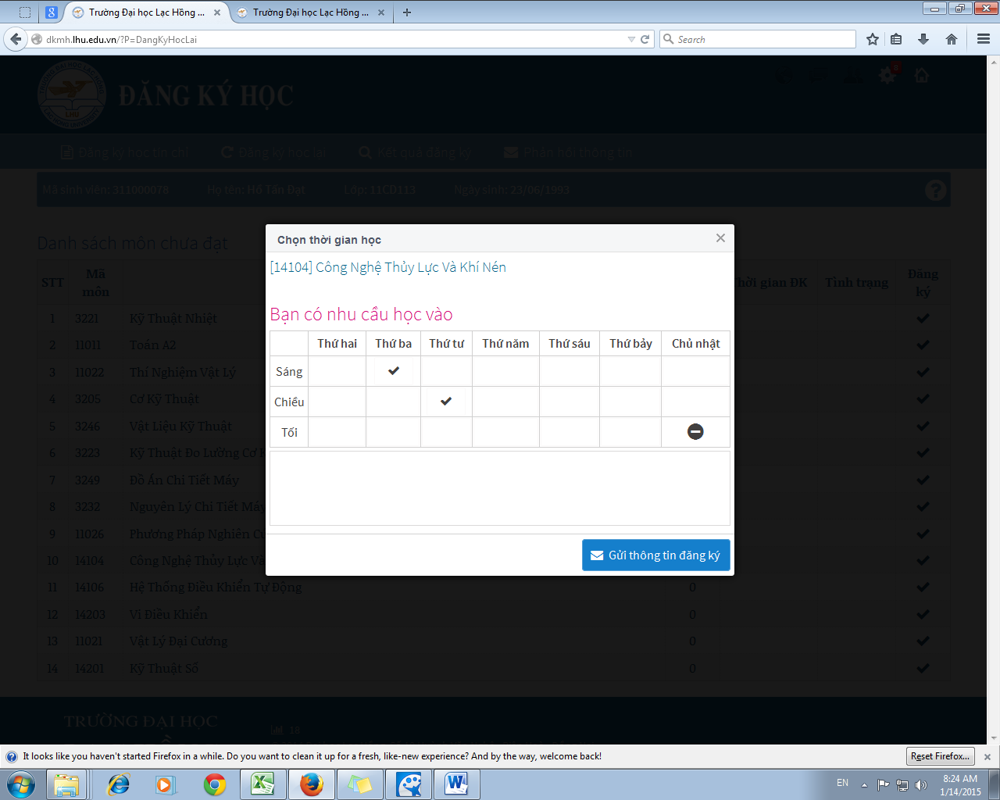 Trường Đại học Lạc Hồng ...
Trường Đại học Lạc Hồng ...
dkmh.lhu.edu.vn/?P=DangKyHocLai
Search
ĐĂNG KÝ HỌC
Đăng ký học tín chỉ Đăng ký học lại Kết quả đăng ký Phản hồi thông tin
Mã sinh viên: 311000078 Họ tên: Hồ Tấn Đạt Lớp: 11CD113 Ngày sinh: 23/06/1993
Chọn thời gian học
[14104] Công Nghệ Thủy Lực Và Khí Nén
Bạn có nhu cầu học vào
Thứ hai Thứ ba Thứ tư Thứ năm Thứ sáu Thứ bảy Chủ nhật
Sáng
Chiều
Tối
Gửi thông tin đăng ký
Danh sách môn chưa đạt
STT Mã môn Thời gian ĐK Tình trạng Đăng ký
1 3221 Kỹ Thuật Nhiệt
2 11011 Toán A2
3 11022 Thí Nghiệm Vật Lý
4 3205 Cơ Kỹ Thuật
5 3246 Vật Liệu Kỹ Thuật
6 3223 Kỹ Thuật Đo Lường Cơ K
7 3249 Đồ Án Chi Tiết Máy
8 3232 Nguyên Lý Chi Tiết Máy
9 11026 Phương Pháp Nghiên C
10 14104 Công Nghệ Thủy Lực Và
11 14106 Hệ Thống Điều Khiển Tự Động 0
12 14203 Vi Điều Khiển 0
13 11021 Vật Lý Đại Cương 0
14 14201 Kỹ Thuật Số 0
TRƯỜNG ĐẠI HỌC
It looks like you haven't started Firefox in a while. Do you want to clean it up for a fresh, like-new experience? And by the way, welcome back!
Reset Firefox...
EN
8:24 AM
1/14/2015